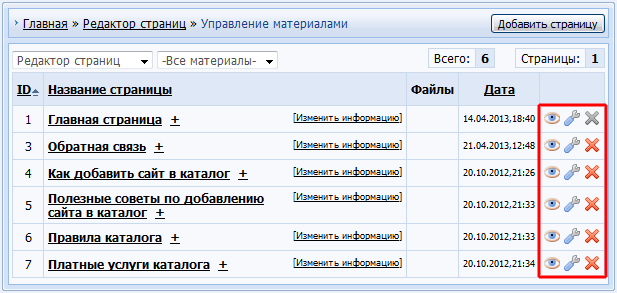 Главная » Редактор страниц » Управление материалами
Добавить страницу
Редактор страниц -Все материалы- Всего: 6 Страницы: 1
ID Название страницы Файлы Дата
1 Главная страница + [Изменить информацию] 14.04.2013,18:40
3 Обратная связь + [Изменить информацию] 21.04.2013,12:48
4 Как добавить сайт в каталог + [Изменить информацию] 20.10.2012,21:26
5 Полезные советы по добавлению [Изменить информацию] 20.10.2012,21:33
сайта в каталог +
6 Правила каталога + [Изменить информацию] 20.10.2012,21:33
7 Платные услуги каталога + [Изменить информацию] 20.10.2012,21:34